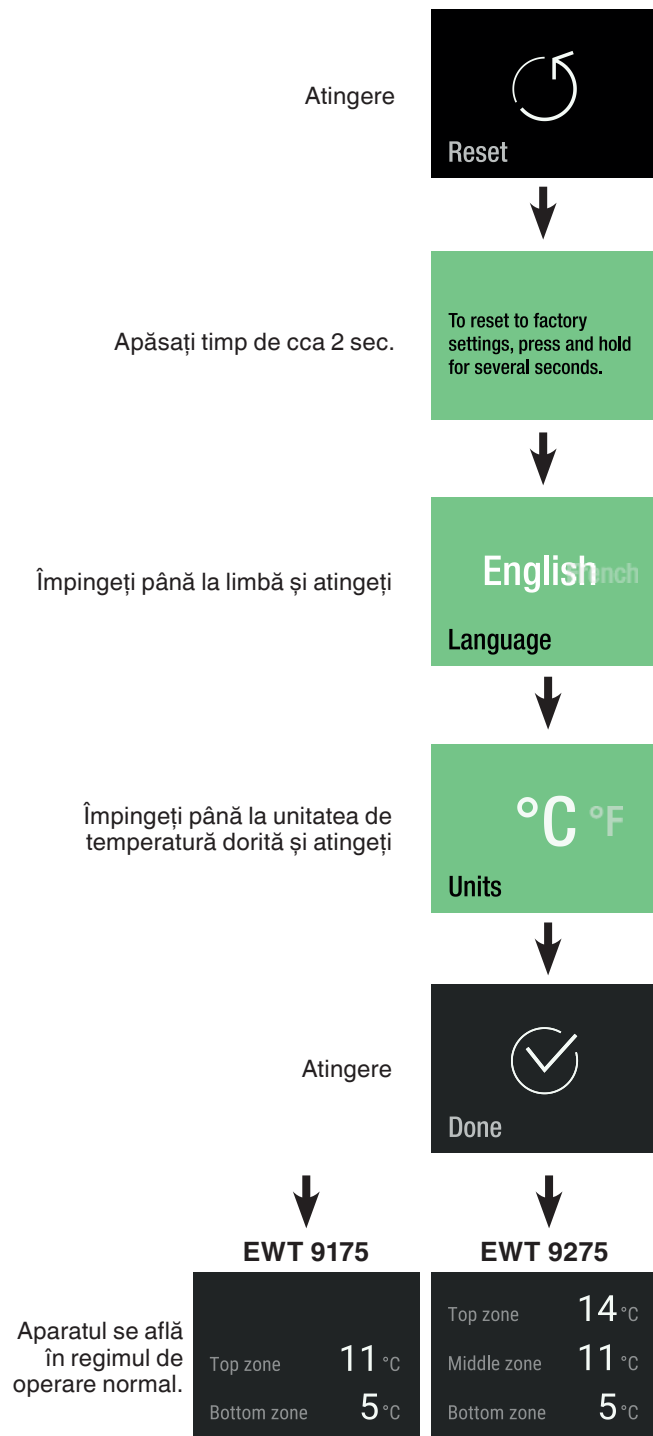 Atingere
Reset
Apăsați timp de cca 2 sec.
To reset to factory
settings, press and hold
for several seconds.
Împingeți până la limbă și atingeți
English French
Language
Împingeți până la unitatea de
temperatură dorită și atingeți
°C °F
Units
Atingere
Done
EWT 9175
EWT 9275
Aparatul se află
în regimul de
operare normal.
Top zone 11 °C
Bottom zone 5 °C
Top zone 14 °C
Middle zone 11 °C
Bottom zone 5 °C